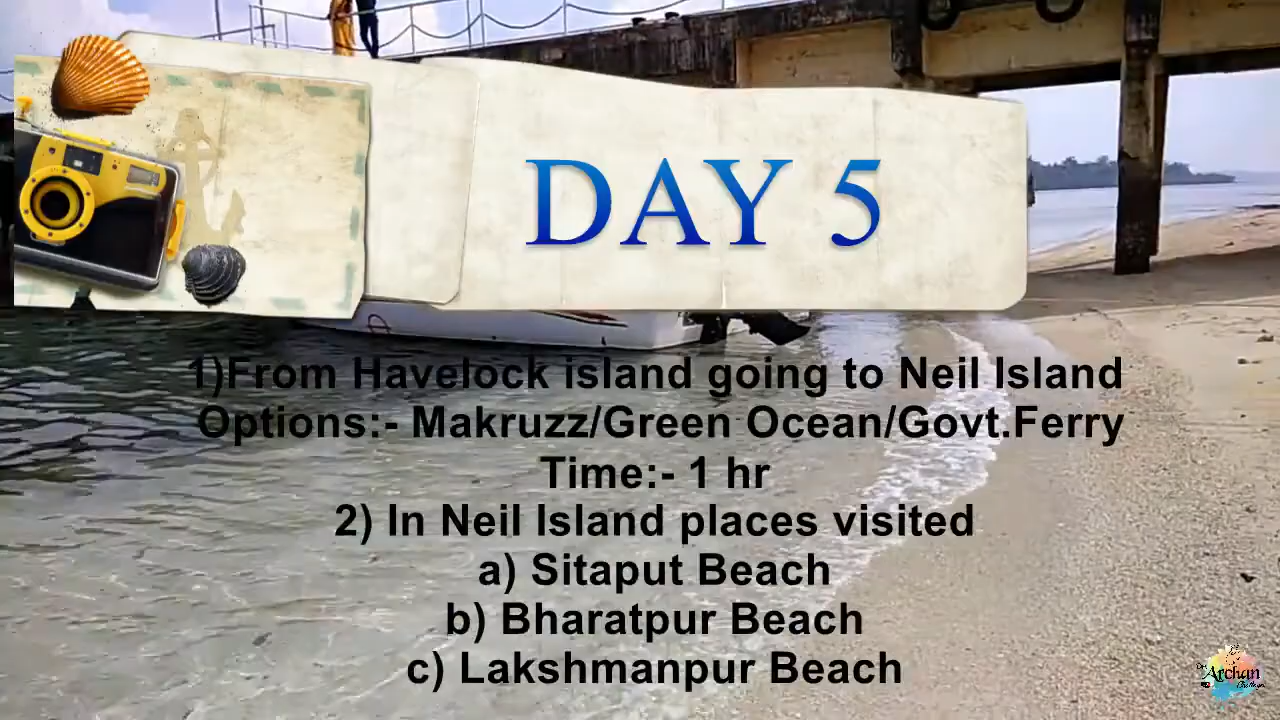 DAY 5
1)From Havelock island going to Neil Island
Options:- Makruzz/Green Ocean/Govt.Ferry
Time:- 1 hr
2) In Neil Island places visited
a) Sitaput Beach
b) Bharatpur Beach
c) Lakshmanpur Beach
Archan